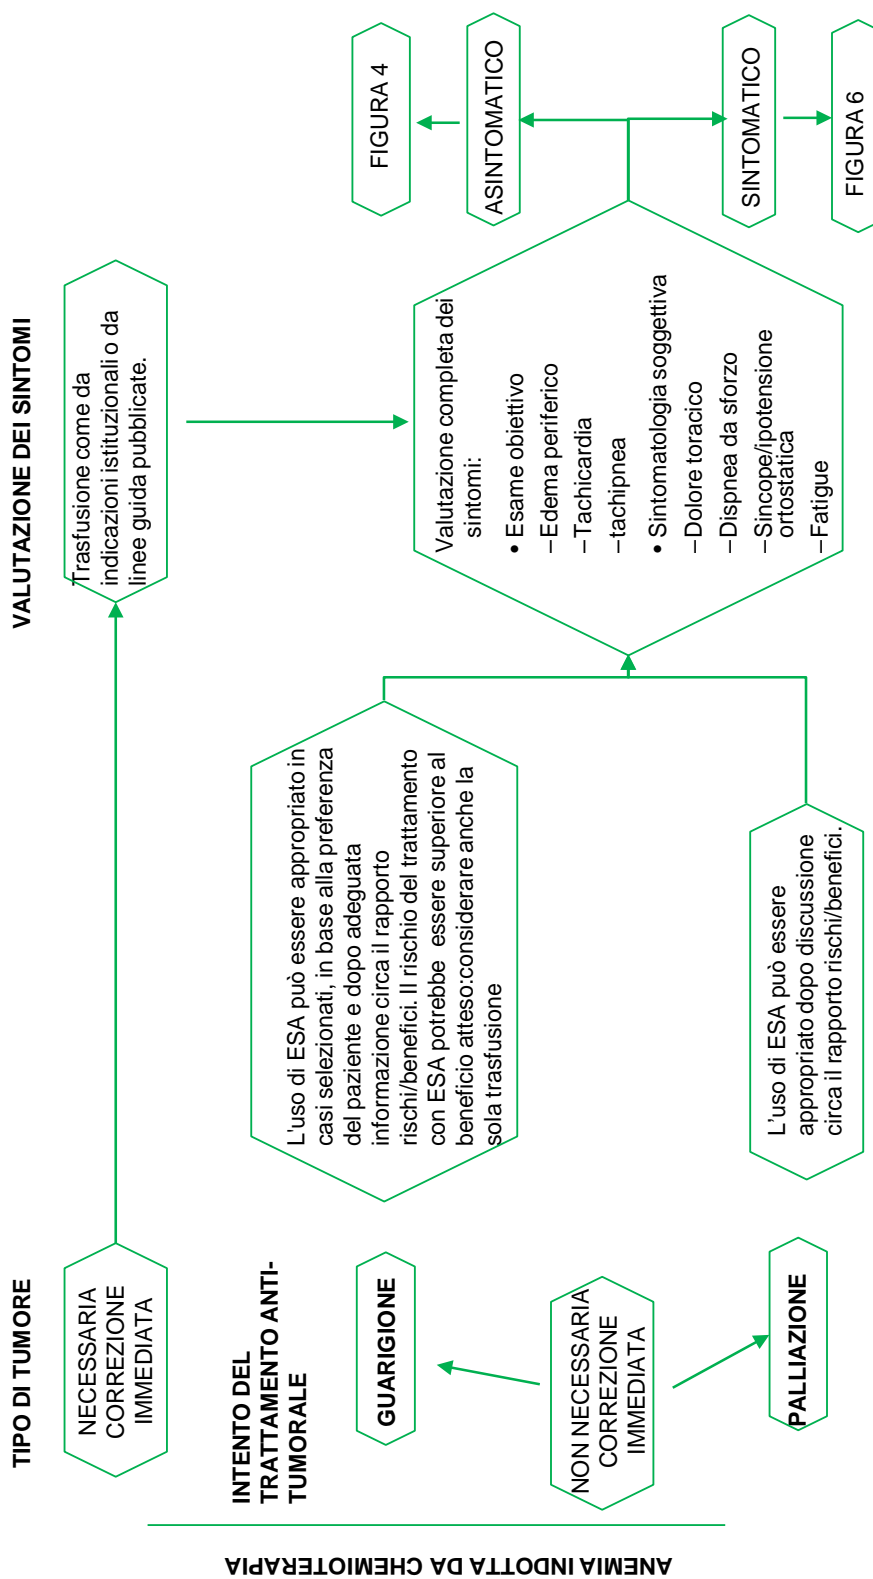 ANEMIA INDOTTA DA CHEMIOTERAPIA
TIPO DI TUMORE
VALUTAZIONE DEI SINTOMI
NECESSARIA
CORREZIONE
IMMEDIATA
Trasfusione come da
indicazioni istituzionali o da
linee guida pubblicate.
INTENTO DEL
TRATTAMENTO ANTI-
TUMORALE
GUARIGIONE
L'uso di ESA può essere appropriato in
casi selezionati, in base alla preferenza
del paziente e dopo adeguata
informazione circa il rapporto
rischi/benefici. Il rischio del trattamento
con ESA potrebbe essere superiore al
beneficio atteso:considerare anche la
sola trasfusione
NON NECESSARIA
CORREZIONE
IMMEDIATA
PALLIAZIONE
L'uso di ESA può essere
appropriato dopo discussione
circa il rapporto rischi/benefici.
Valutazione completa dei
sintomi:
• Esame obiettivo
–Edema periferico
–Tachicardia
–tachipnea
• Sintomatologia soggettiva
–Dolore toracico
–Dispnea da sforzo
–Sincope/ipotensione
ortostatica
–Fatigue
FIGURA 4
ASINTOMATICO
SINTOMATICO
FIGURA 6